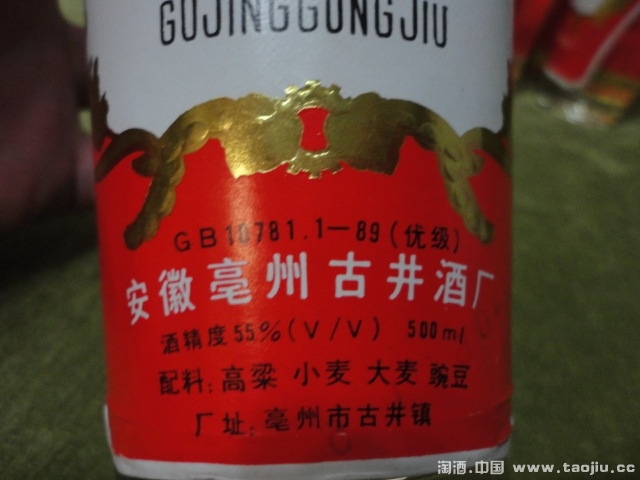 GUJINGGONGJIU
GB10781.1—89(优级)
安徽亳州古井酒厂
酒精度55%(V/V) 500ml
配料:高梁 小麦 大麦 豌豆
厂址:亳州市古井镇
淘酒.中国 www.taojiu.cc